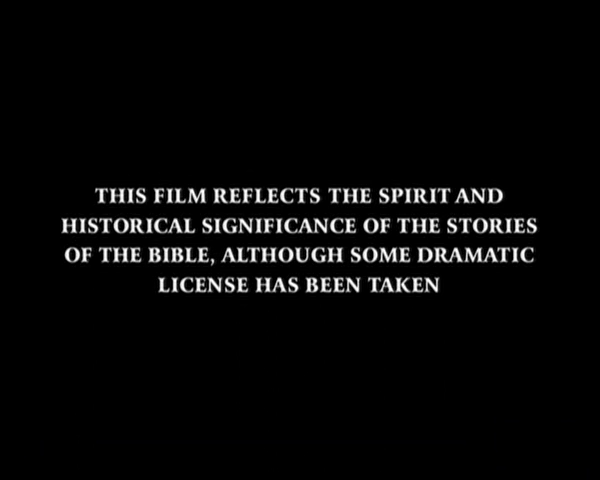 THIS FILM REFLECTS THE SPIRIT AND
HISTORICAL SIGNIFICANCE OF THE STORIES
OF THE BIBLE, ALTHOUGH SOME DRAMATIC
LICENSE HAS BEEN TAKEN